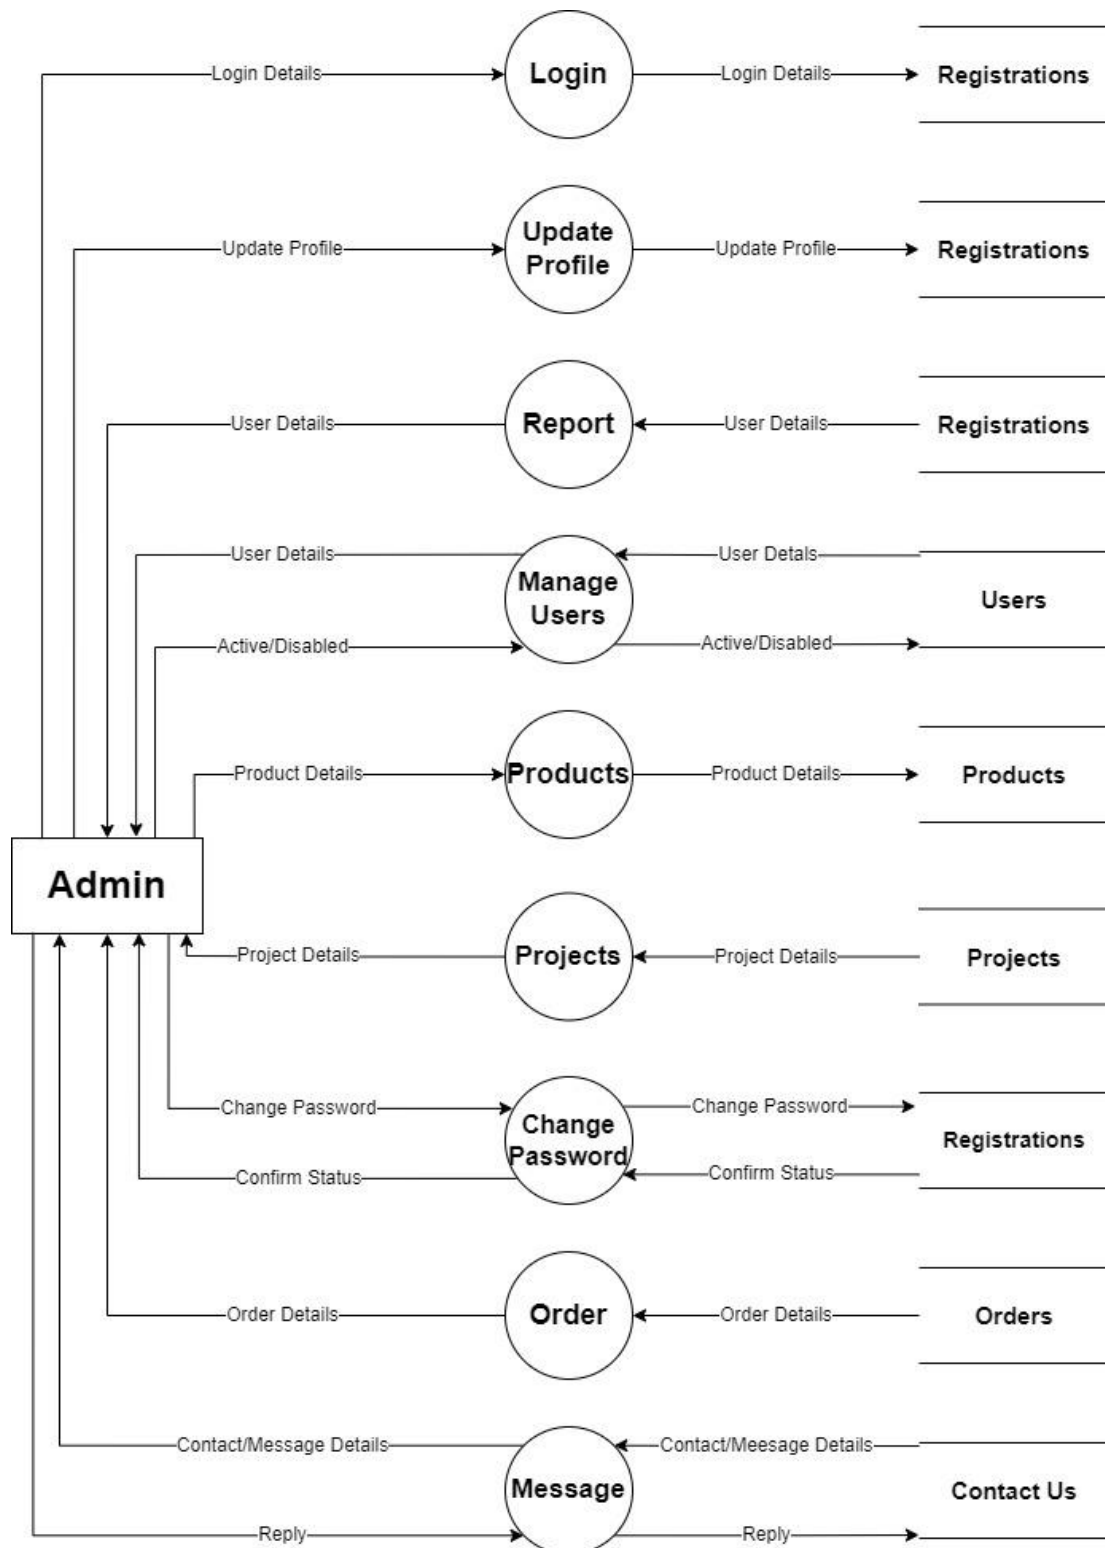 Login Details
Login
Login Details
Registrations
Update Profile
Update
Profile
Update Profile
Registrations
User Details
Report
User Details
Registrations
User Details
Manage
Users
User Detals
Users
Active/Disabled
Active/Disabled
Product Details
Products
Product Details
Products
Admin
Project Details
Projects
Project Details
Projects
Change Password
Change
Password
Change Password
Registrations
Confirm Status
Confirm Status
Order Details
Order
Order Details
Orders
Contact/Message Details
Message
Contact/Meesage Details
Contact Us
Reply
Reply